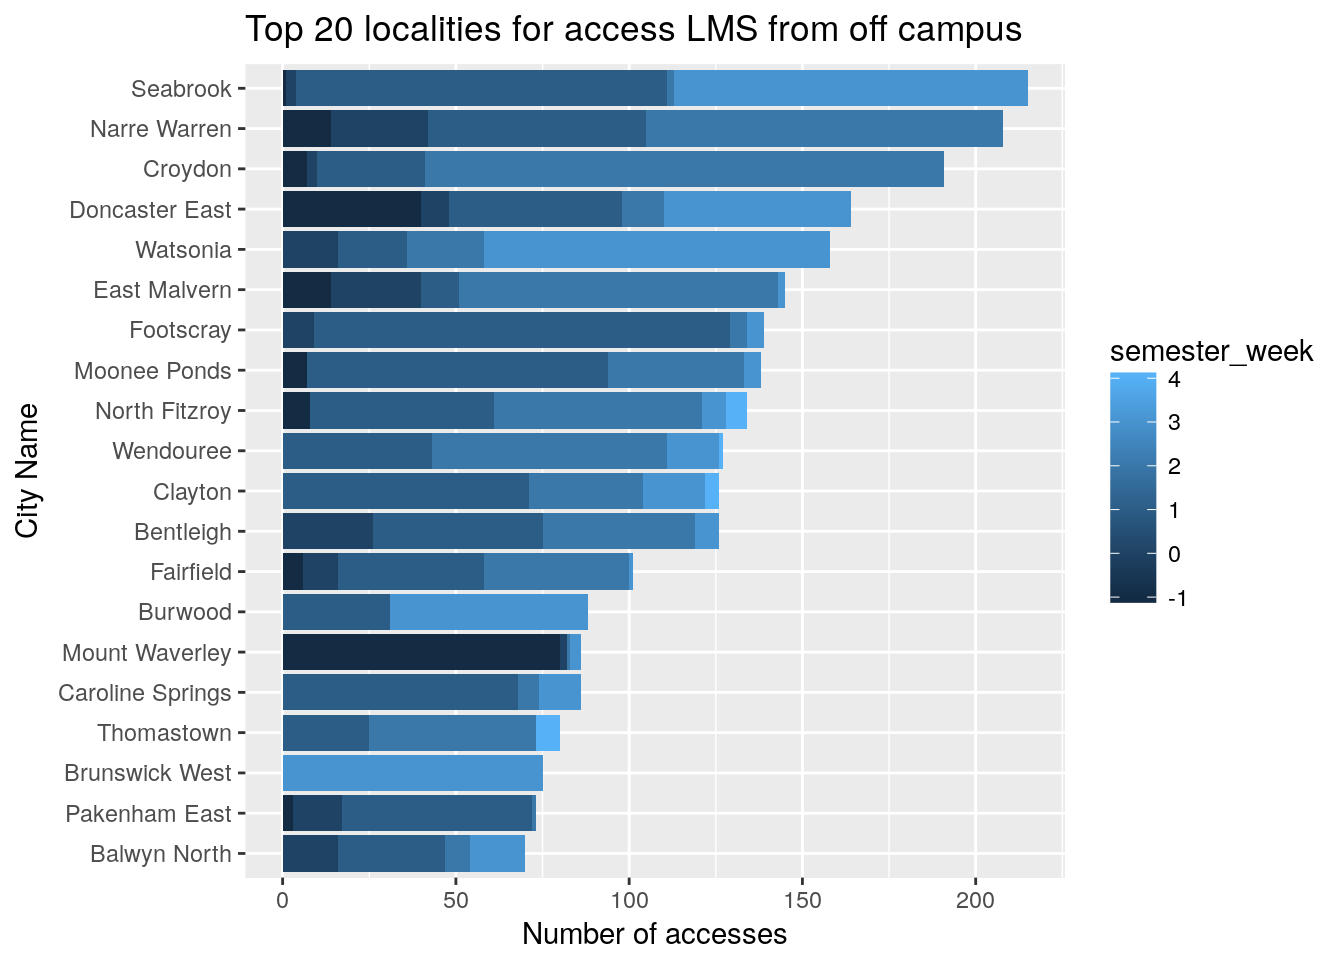 Top 20 localities for access LMS from off campus
City Name
Seabrook
Narre Warren
Croydon
Doncaster East
Watsonia
East Malvern
Footscray
Moonee Ponds
North Fitzroy
Wendouree
Clayton
Bentleigh
Fairfield
Burwood
Mount Waverley
Caroline Springs
Thomastown
Brunswick West
Pakenham East
Balwyn North
0 50 100 150 200
Number of accesses
semester_week
4
3
2
1
0
-1